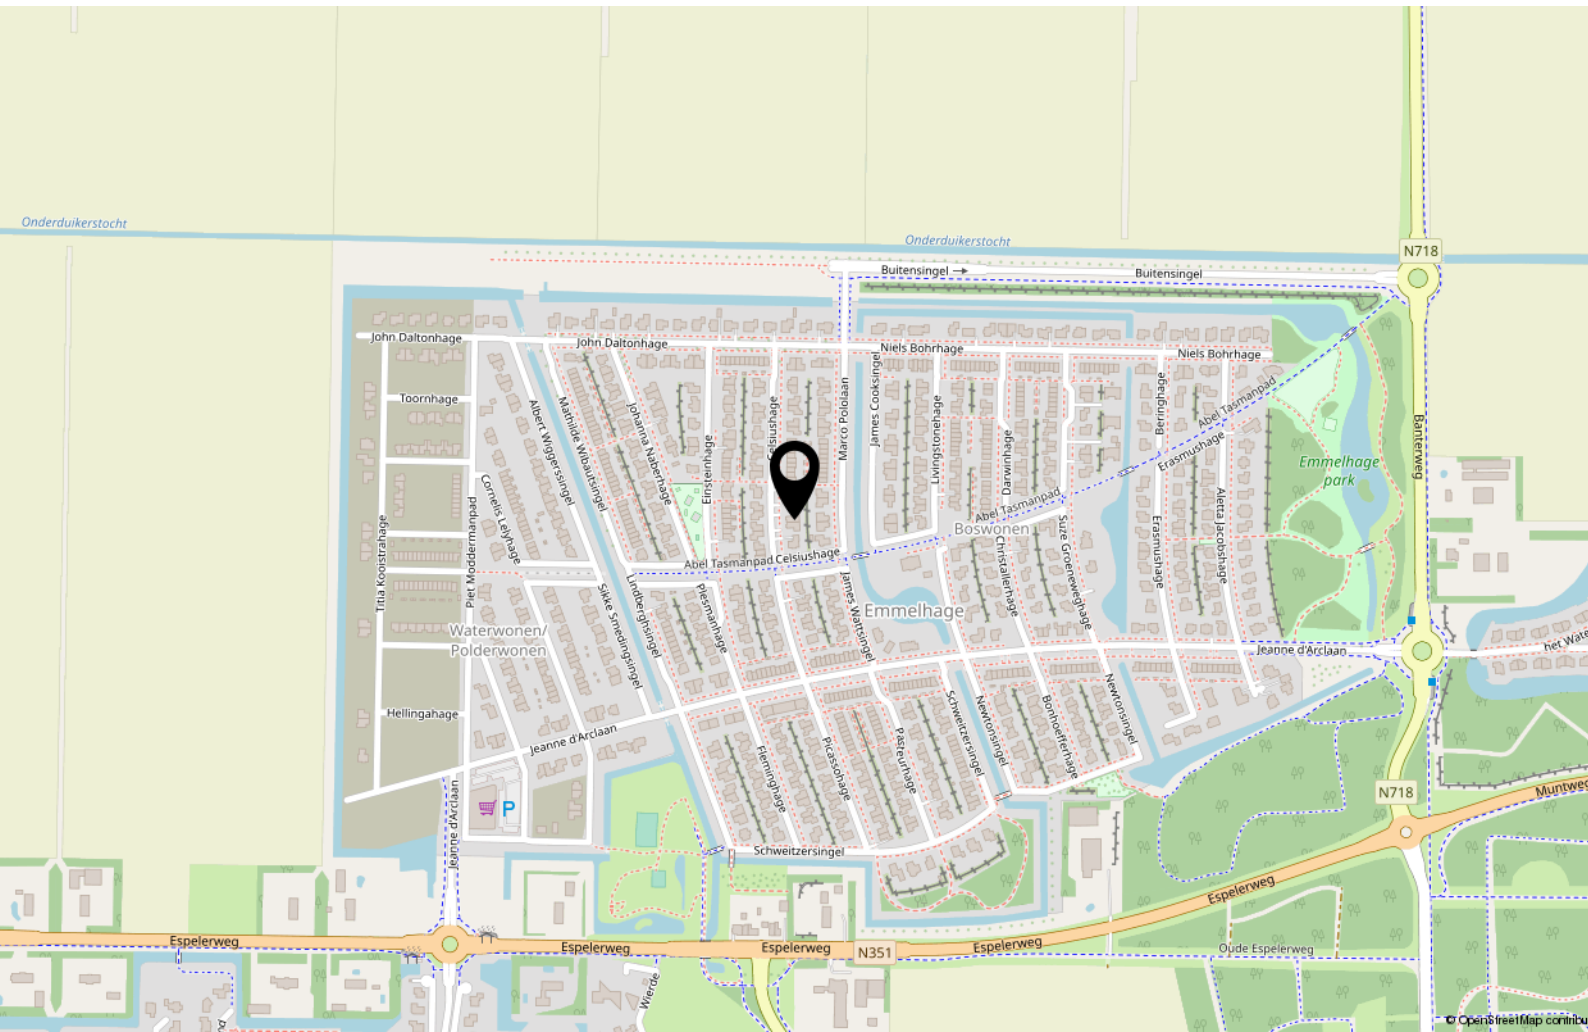 Onderduikerstocht
Onderduikerstocht
N718
Buitensingel →
Buitensingel
John Daltonhage
John Daltonhage
Niels Bohrhage
Niels Bohrhage
Toornhage
Albert Wiggerssingel
Mathilde Wibautsingel
Johanna Naberhage
Einsteinhage
Celsiushage
Marco Pololaan
James Cooksingel
Livingstonehage
Darwinhage
Beringhage
Abel Tasmanpad
Erasmushage
Banterweg
Emmelhage
park
Cornelis Lelyhage
Piet Moddermanpad
Titia Kooistrahage
Abel Tasmanpad
Boswonen
Aletta Jacobshage
Erasmushage
Suze Groeneweghage
Christallerhage
Abel Tasmanpad
Celsiushage
Plesmanhage
James Wattsingel
Emmelhage
Lindberghsingel
Sikke Smedingsingel
Waterwonen/
Polderwonen
Jeanne d'Arclaan
het Wate
Hellingahage
Jeanne d'Arclaan
Schweitzersingel
Newtonsingel
Bonhoefferhage
Newtonsingel
Flemminghage
Picassohage
Pasteurhage
N718
Muntweg
P
Jeanne d'Arclaan
Schweitzersingel
Espelerweg
Espelerweg
Espelerweg
Espelerweg
N351
Espelerweg
Oude Espelerweg
Wierde
© OpenStreetMap contribu